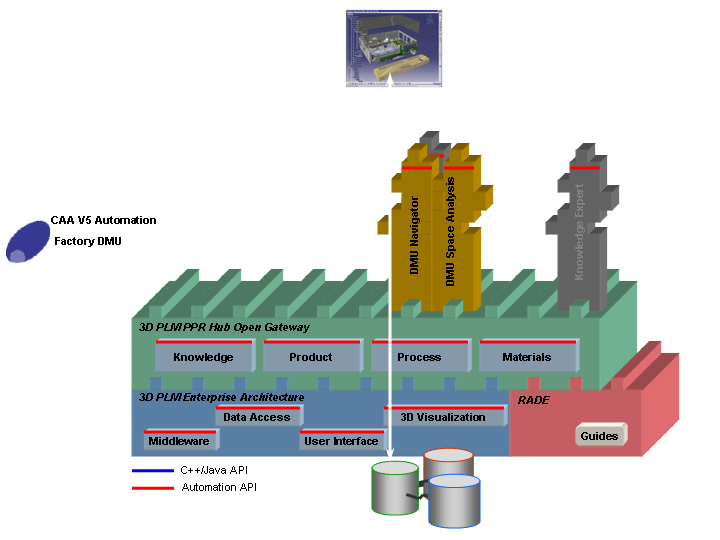 CAA V5 Automation
Factory DMU
DMU Navigator
DMU Space Analysis
Knowledge Expert
3D PLM PPR Hub Open Gateway
Knowledge
Product
Process
Materials
3D PLM Enterprise Architecture
RADE
Data Access
3D Visualization
Middleware
User Interface
Guides
C++/Java API
Automation API